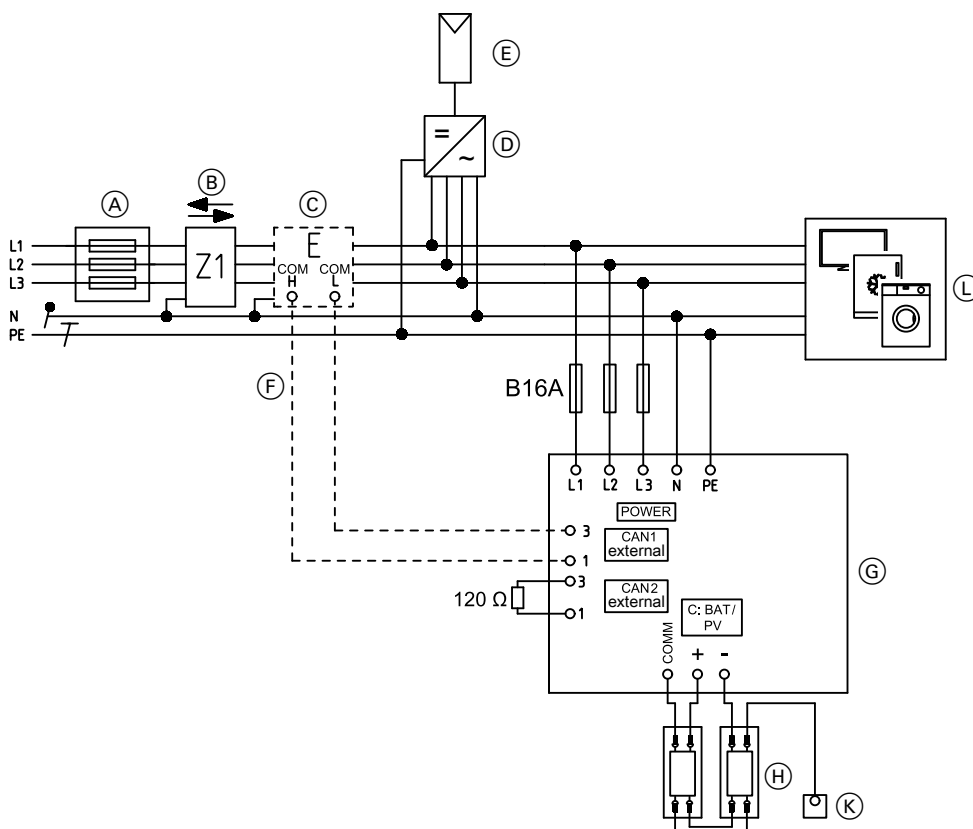 E
D
A
B
C
L1
L2
L3
N
PE
Z1
E
COM
H
COM
L
=
~
L
F
B16A
L1 L2 L3 N PE
POWER
3
CAN1
external
1
G
3
CAN2
external
120 Ω
1
C: BAT/
PV
COMM
+ -
H
K